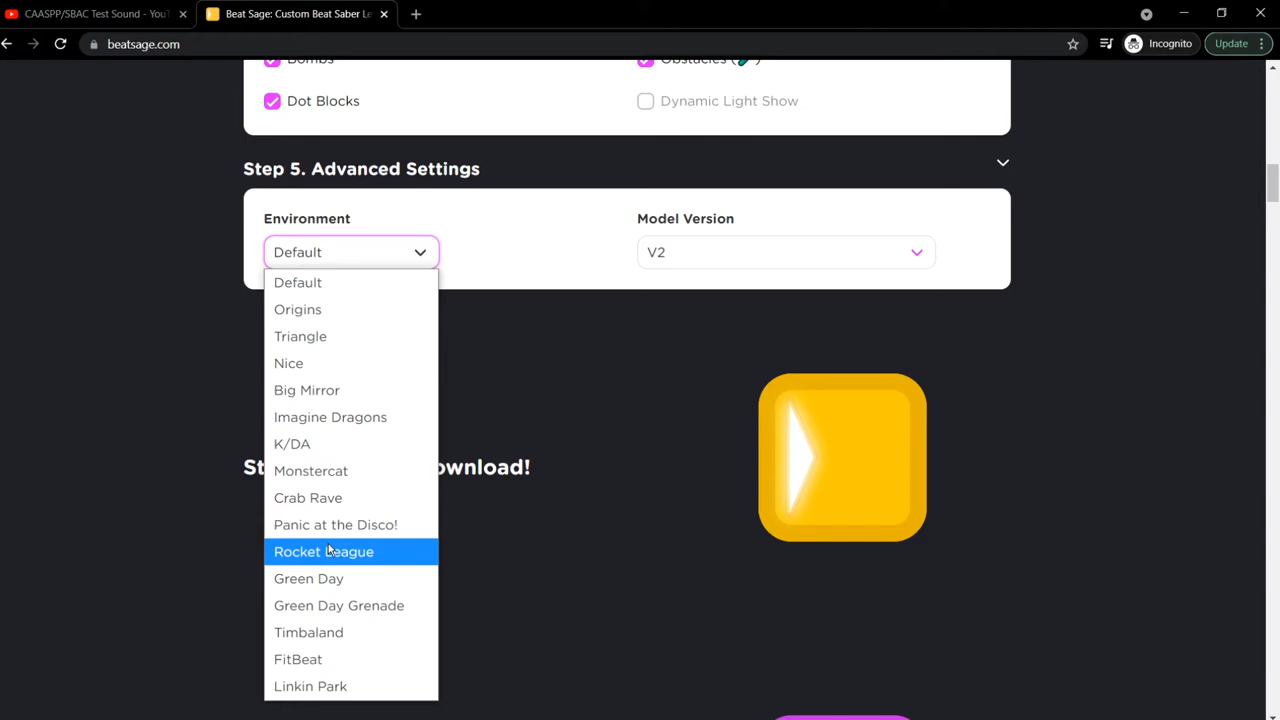 CAASPP/SBAC Test Sound - YouT
Beat Sage: Custom Beat Saber Le
beatsage.com
Incognito
Update
Bombs
Obstacles (
)
Dot Blocks
Dynamic Light Show
Step 5. Advanced Settings
Environment
Model Version
Default
V2
Default
Origins
Triangle
Nice
Big Mirror
Imagine Dragons
K/DA
St
ownload!
Monstercat
Crab Rave
Panic at the Disco!
Rocket League
Green Day
Green Day Grenade
Timbaland
FitBeat
Linkin Park